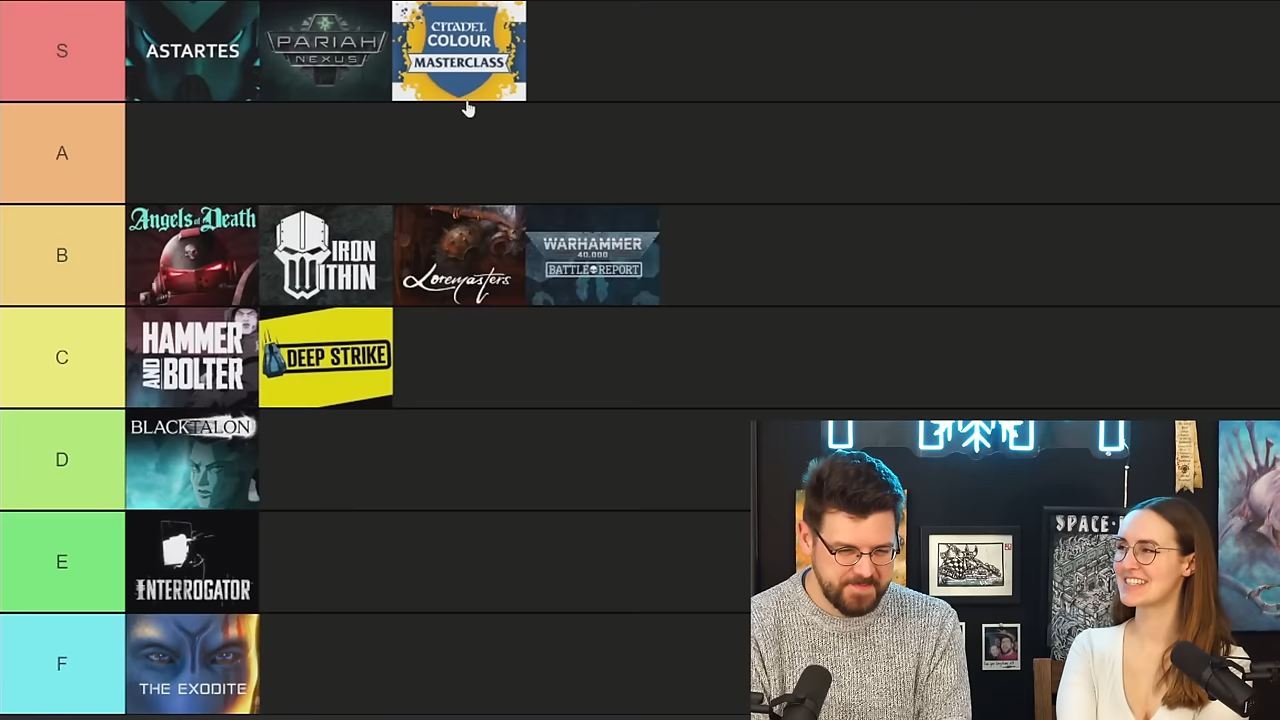 S
ASTARTES
PARIAH
NEXUS
CITADEL
COLOUR
MASTERCLASS
A
B
Angels of Death
IRON
WITHIN
Loremasters
WARHAMMER
40,000
BATTLE REPORT
C
HAMMER
AND
BOLTER
DEEP STRIKE
D
BLACKTALON
E
INTERROGATOR
F
THE EXODITE
SPACE